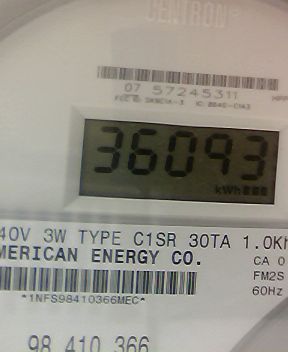 CENTRON®
07 57245311
36093
kWh
40V 3W TYPE C1SR 30TA 1.0Kh
MERICAN ENERGY CO.
CA 0
FM2S
60Hz
*1NFS98410366MEC*
98 410 366